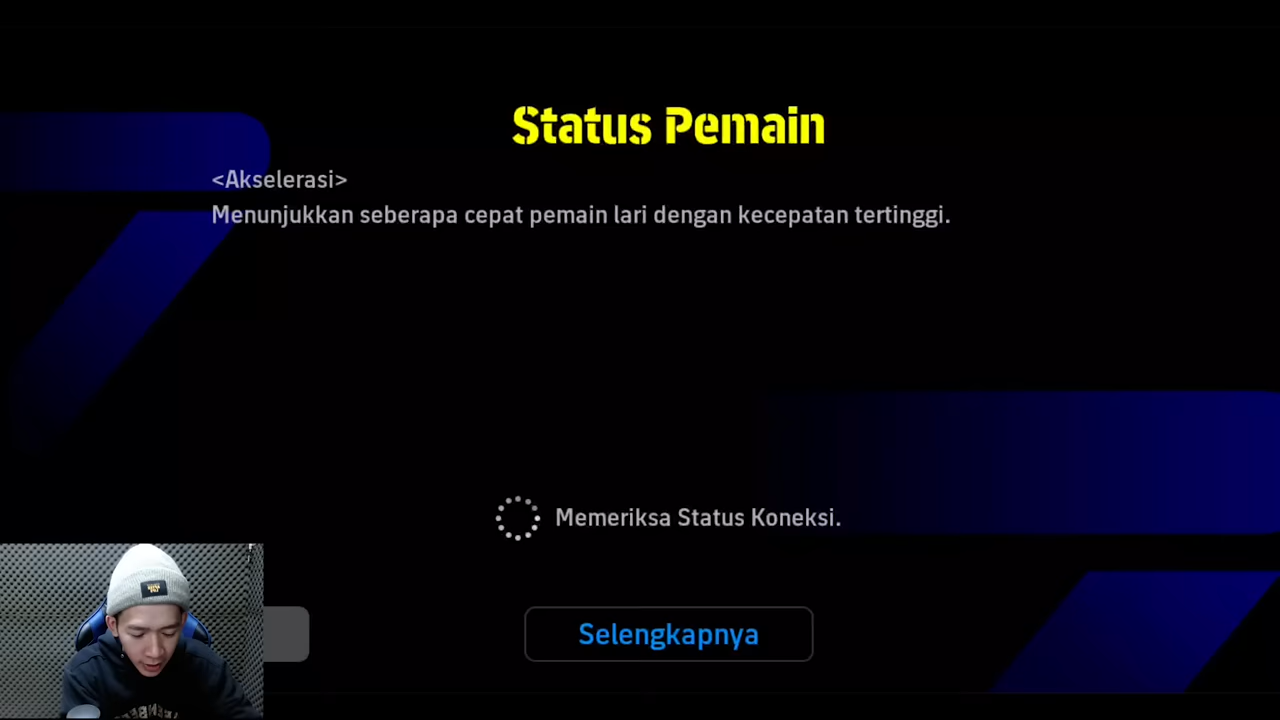 Status Pemain
<Akselerasi>
Menunjukkan seberapa cepat pemain lari dengan kecepatan tertinggi.
Memeriksa Status Koneksi.
Selengkapnya